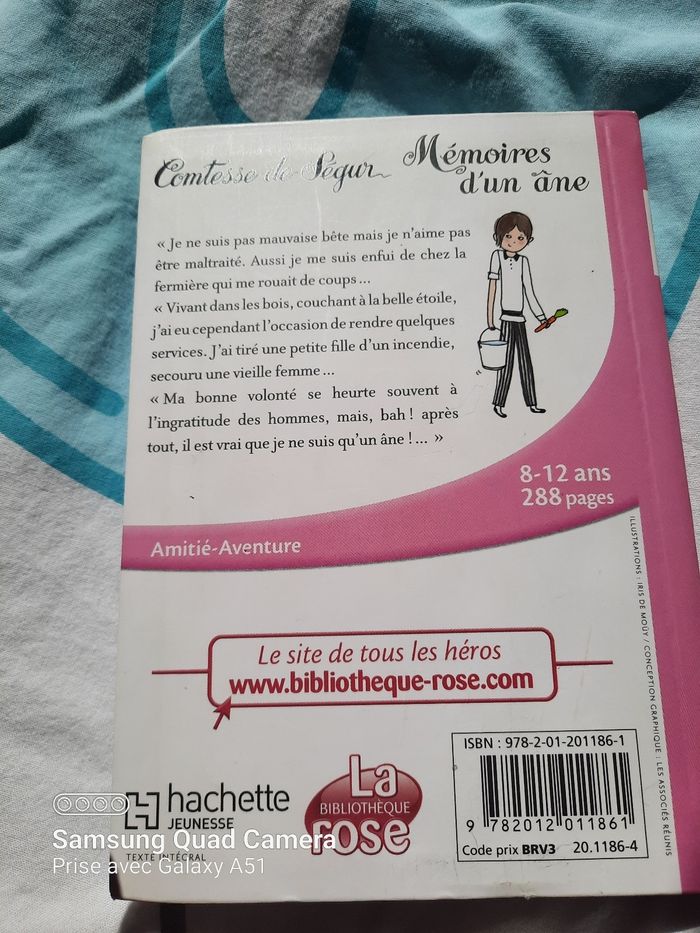 Comtesse de Ségur
Mémoires
d'un âne
« Je ne suis pas mauvaise bête mais je n'aime pas
être maltraité. Aussi je me suis enfui de chez la
fermière qui me rouait de coups...
« Vivant dans les bois, couchant à la belle étoile,
j'ai eu cependant l'occasion de rendre quelques
services. J'ai tiré une petite fille d'un incendie,
secouru une vieille femme...
« Ma bonne volonté se heurte souvent à
l'ingratitude des hommes, mais, bah ! après
tout, il est vrai que je ne suis qu'un âne !... »
8-12 ans
288 pages
Amitié-Aventure
ILLUSTRATIONS : IRIS DE MOÜY / CONCEPTION GRAPHIQUE : LES ASSOCIÉS RÉUNIS
Le site de tous les héros
www.bibliotheque-rose.com
hachette
JEUNESSE
TEXTE INTÉGRAL
La
BIBLIOTHÈQUE
rose
ISBN : 978-2-01-201186-1
9 782012 011861
Code prix BRV3 20.1186-4
Samsung Quad Camera
Prise avec Galaxy A51